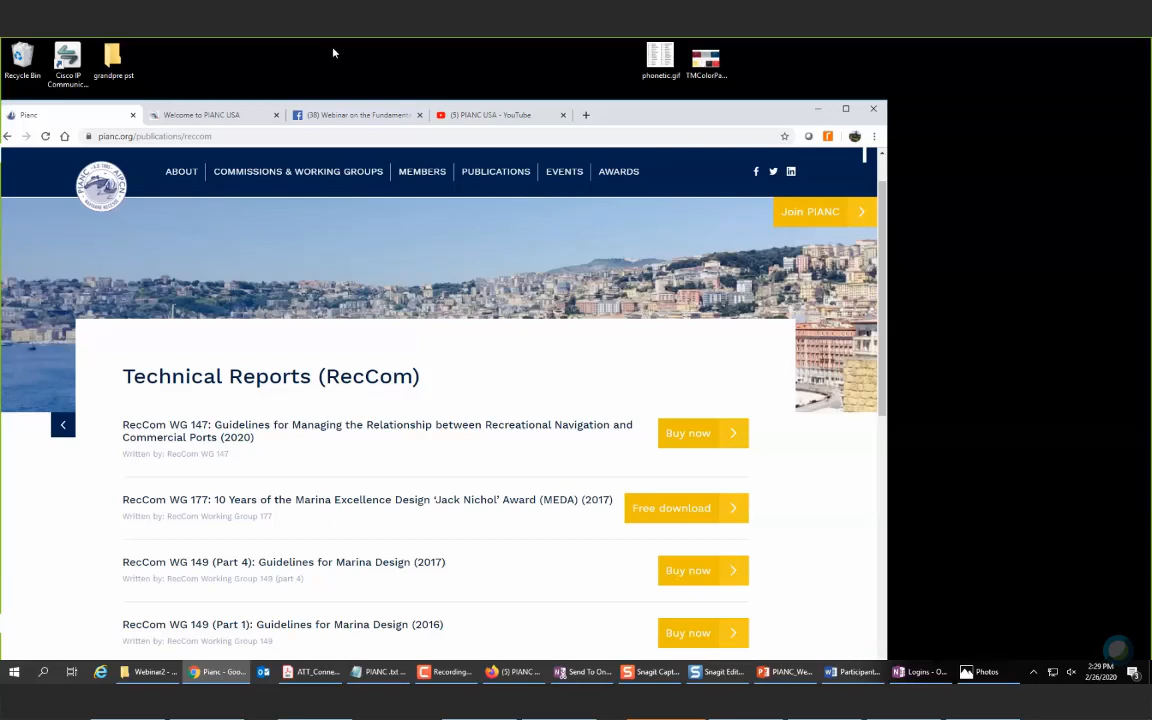 Recycle Bin
Cisco IP
Communic...
grandpre pst
phonetic.gif
TMColorPa...
Pianc
Welcome to PIANC USA
(38) Webinar on the Fundament
(5) PIANC USA - YouTube
pianc.org/publications/reccom
ABOUT
COMMISSIONS & WORKING GROUPS
MEMBERS
PUBLICATIONS
EVENTS
AWARDS
Join PIANC
Technical Reports (RecCom)
RecCom WG 147: Guidelines for Managing the Relationship between Recreational Navigation and
Commercial Ports (2020)
Written by: RecCom WG 147
Buy now
RecCom WG 177: 10 Years of the Marina Excellence Design ‘Jack Nichol’ Award (MEDA) (2017)
Written by: RecCom Working Group 177
Free download
RecCom WG 149 (Part 4): Guidelines for Marina Design (2017)
Written by: RecCom Working Group 149 (part 4)
Buy now
RecCom WG 149 (Part 1): Guidelines for Marina Design (2016)
Written by: RecCom Working Group 149
Buy now
Webinar2 - ...
Pianc - Goo...
ATT_Conne...
PIANC.txt ...
Recording...
(5) PIANC ...
Send To On...
Snagit Capt...
Snagit Edit...
PIANC_We...
Participant...
Logins - O...
Photos
2:29 PM
2/26/2020
3